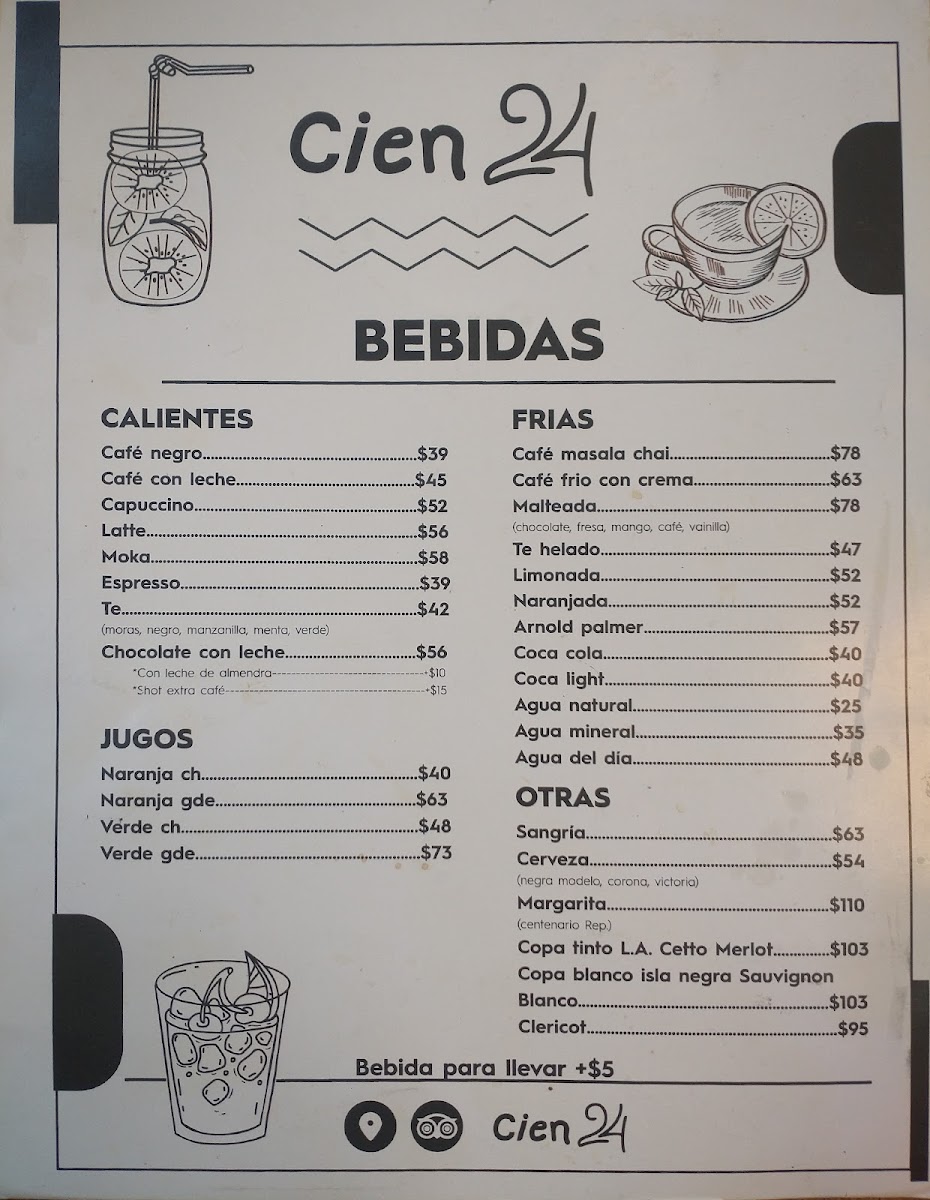 Cien 24
BEBIDAS
CALIENTES
Café negro.....$39
Café con leche.....$45
Capuccino.....$52
Latte.....$56
Moka.....$58
Espresso.....$39
Te.....$42
(moras, negro, manzanilla, menta, verde)
Chocolate con leche.....$56
*Con leche de almendra-----$10
*Shot extra café-----$15
JUGOS
Naranja ch.....$40
Naranja gde.....$63
Verde ch.....$48
Verde gde.....$73
FRIAS
Café masala chai.....$78
Café frio con crema.....$63
Malteada.....$78
(chocolate, fresa, mango, café, vainilla)
Te helado.....$47
Limonada.....$52
Naranjada.....$52
Arnold palmer.....$57
Coca cola.....$40
Coca light.....$40
Agua natural.....$25
Agua mineral.....$35
Agua del día.....$48
OTRAS
Sangría.....$63
Cerveza.....$54
(negra modelo, corona, victoria)
Margarita.....$110
(centenario Rep.)
Copa tinto L.A. Cetto Merlot.....$103
Copa blanco isla negra Sauvignon
Blanco.....$103
Clericot.....$95
Bebida para llevar +$5
Cien 24